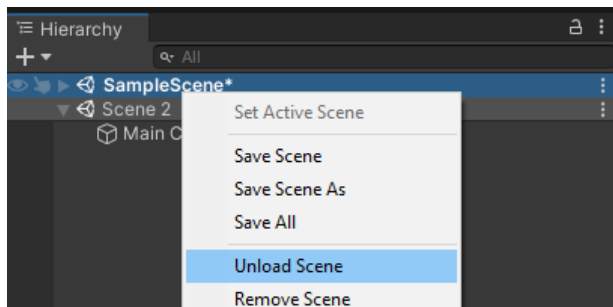 Hierarchy
All
SampleScene*
Scene 2
Main C
Set Active Scene
Save Scene
Save Scene As
Save All
Unload Scene
Remove Scene